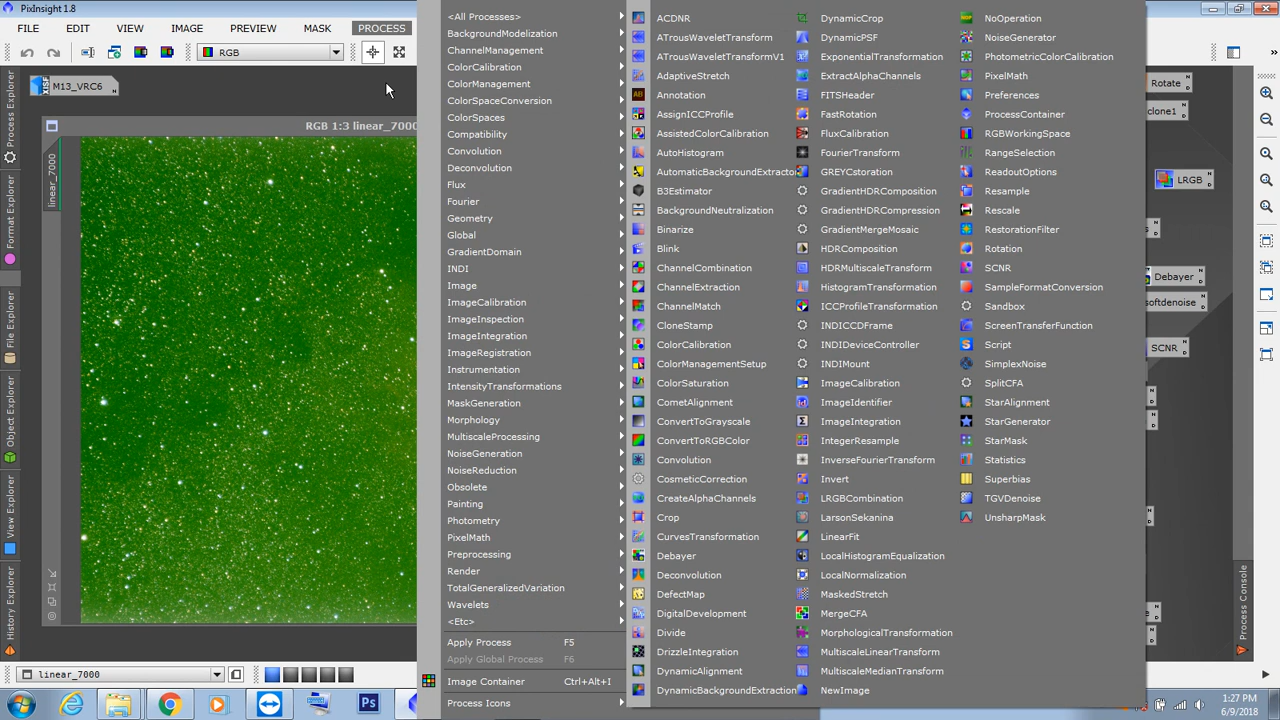 PixInsight 1.8
FILE EDIT VIEW IMAGE PREVIEW MASK PROCESS
RGB
M13_VRC6
RGB 1:3 linear_7000
linear_7000
Process Explorer
Format Explorer
File Explorer
Object Explorer
View Explorer
History Explorer
<All Processes>
BackgroundModelization
ChannelManagement
ColorCalibration
ColorManagement
ColorSpaceConversion
ColorSpaces
Compatibility
Convolution
Deconvolution
Flux
Fourier
Geometry
Global
GradientDomain
INDI
Image
ImageCalibration
ImageInspection
ImageIntegration
ImageRegistration
Instrumentation
IntensityTransformations
MaskGeneration
Morphology
MultiscaleProcessing
NoiseGeneration
NoiseReduction
Obsolete
Painting
Photometry
PixelMath
Preprocessing
Render
TotalGeneralizedVariation
Wavelets
<Etc>
Apply Process F5
Apply Global Process F6
Image Container Ctrl+Alt+I
Process Icons
ACDNR
ATrousWaveletTransform
ATrousWaveletTransformV1
AdaptiveStretch
Annotation
AssignICCProfile
AssistedColorCalibration
AutoHistogram
AutomaticBackgroundExtractor
B3Estimator
BackgroundNeutralization
Binarize
Blink
ChannelCombination
ChannelExtraction
ChannelMatch
CloneStamp
ColorCalibration
ColorManagementSetup
ColorSaturation
CometAlignment
ConvertToGrayscale
ConvertToRGBColor
Convolution
CosmeticCorrection
CreateAlphaChannels
Crop
CurvesTransformation
Debayer
Deconvolution
DefectMap
DigitalDevelopment
Divide
DrizzleIntegration
DynamicAlignment
DynamicBackgroundExtraction
DynamicCrop
DynamicPSF
ExponentialTransformation
ExtractAlphaChannels
FITSHeader
FastRotation
FluxCalibration
FourierTransform
GREYCstoration
GradientHDRComposition
GradientHDRCompression
GradientMergeMosaic
HDRComposition
HDRMultiscaleTransform
HistogramTransformation
ICCProfileTransformation
INDICCDFrame
INDIDeviceController
INDIMount
ImageCalibration
ImageIdentifier
ImageIntegration
IntegerResample
InverseFourierTransform
Invert
LRGBCombination
LarsonSekanina
LinearFit
LocalHistogramEqualization
LocalNormalization
MaskedStretch
MergeCFA
MorphologicalTransformation
MultiscaleLinearTransform
MultiscaleMedianTransform
NewImage
NoOperation
NoiseGenerator
PhotometricColorCalibration
PixelMath
Preferences
ProcessContainer
RGBWorkingSpace
RangeSelection
ReadoutOptions
Resample
Rescale
RestorationFilter
Rotation
SCNR
SampleFormatConversion
Sandbox
ScreenTransferFunction
Script
SimplexNoise
SplitCFA
StarAlignment
StarGenerator
StarMask
Statistics
Superbias
TGVDenoise
UnsharpMask
Rotate
clone1
LRGB
Debayer
softdenoise
SCNR
Process Console
linear_7000
Ps
1:27 PM
6/9/2018